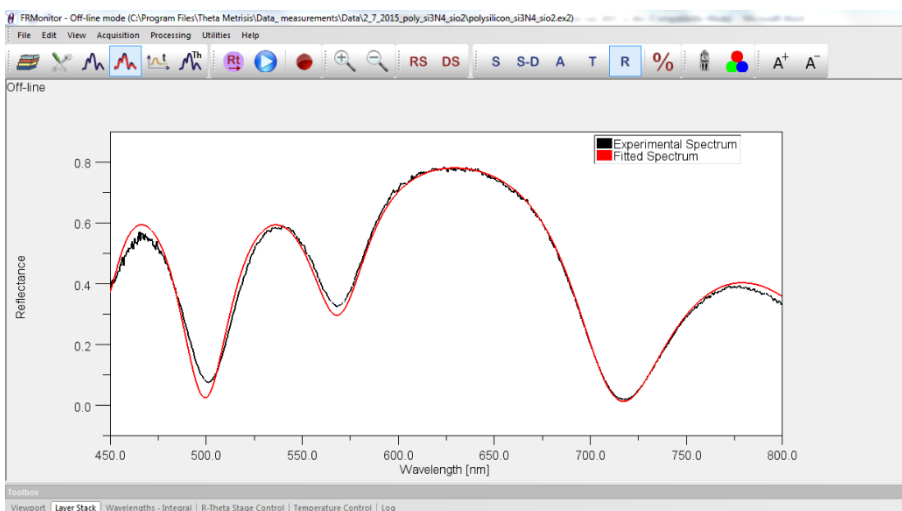 FRMonitor - Off-line mode (C:\Program Files\Theta Metrisis\Data_ measurements\Data\2_7_2015_poly_si3N4_sio2\polysilicon_si3N4_sio2.ex2)
File Edit View Acquisition Processing Utilities Help
t Th Rt RS DS S S-D A T R % A+ A-
Off-line
Experimental Spectrum
Fitted Spectrum
0.8
0.6
0.4
0.2
0.0
Reflectance
450.0 500.0 550.0 600.0 650.0 700.0 750.0 800.0
Wavelength [nm]
Toolbox
Viewport Layer Stack Wavelengths - Integral R-Theta Stage Control Temperature Control Log